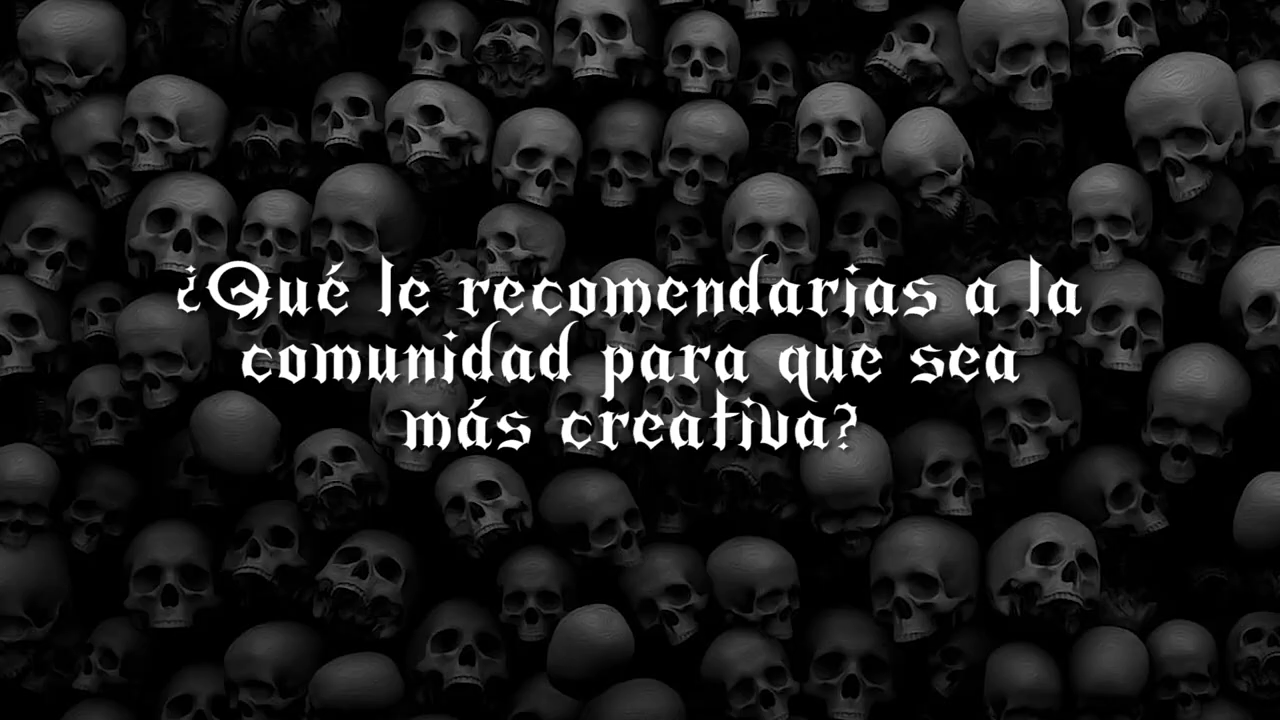 ¿Qué le recomendarias a la
comunidad para que sea
más creativa?